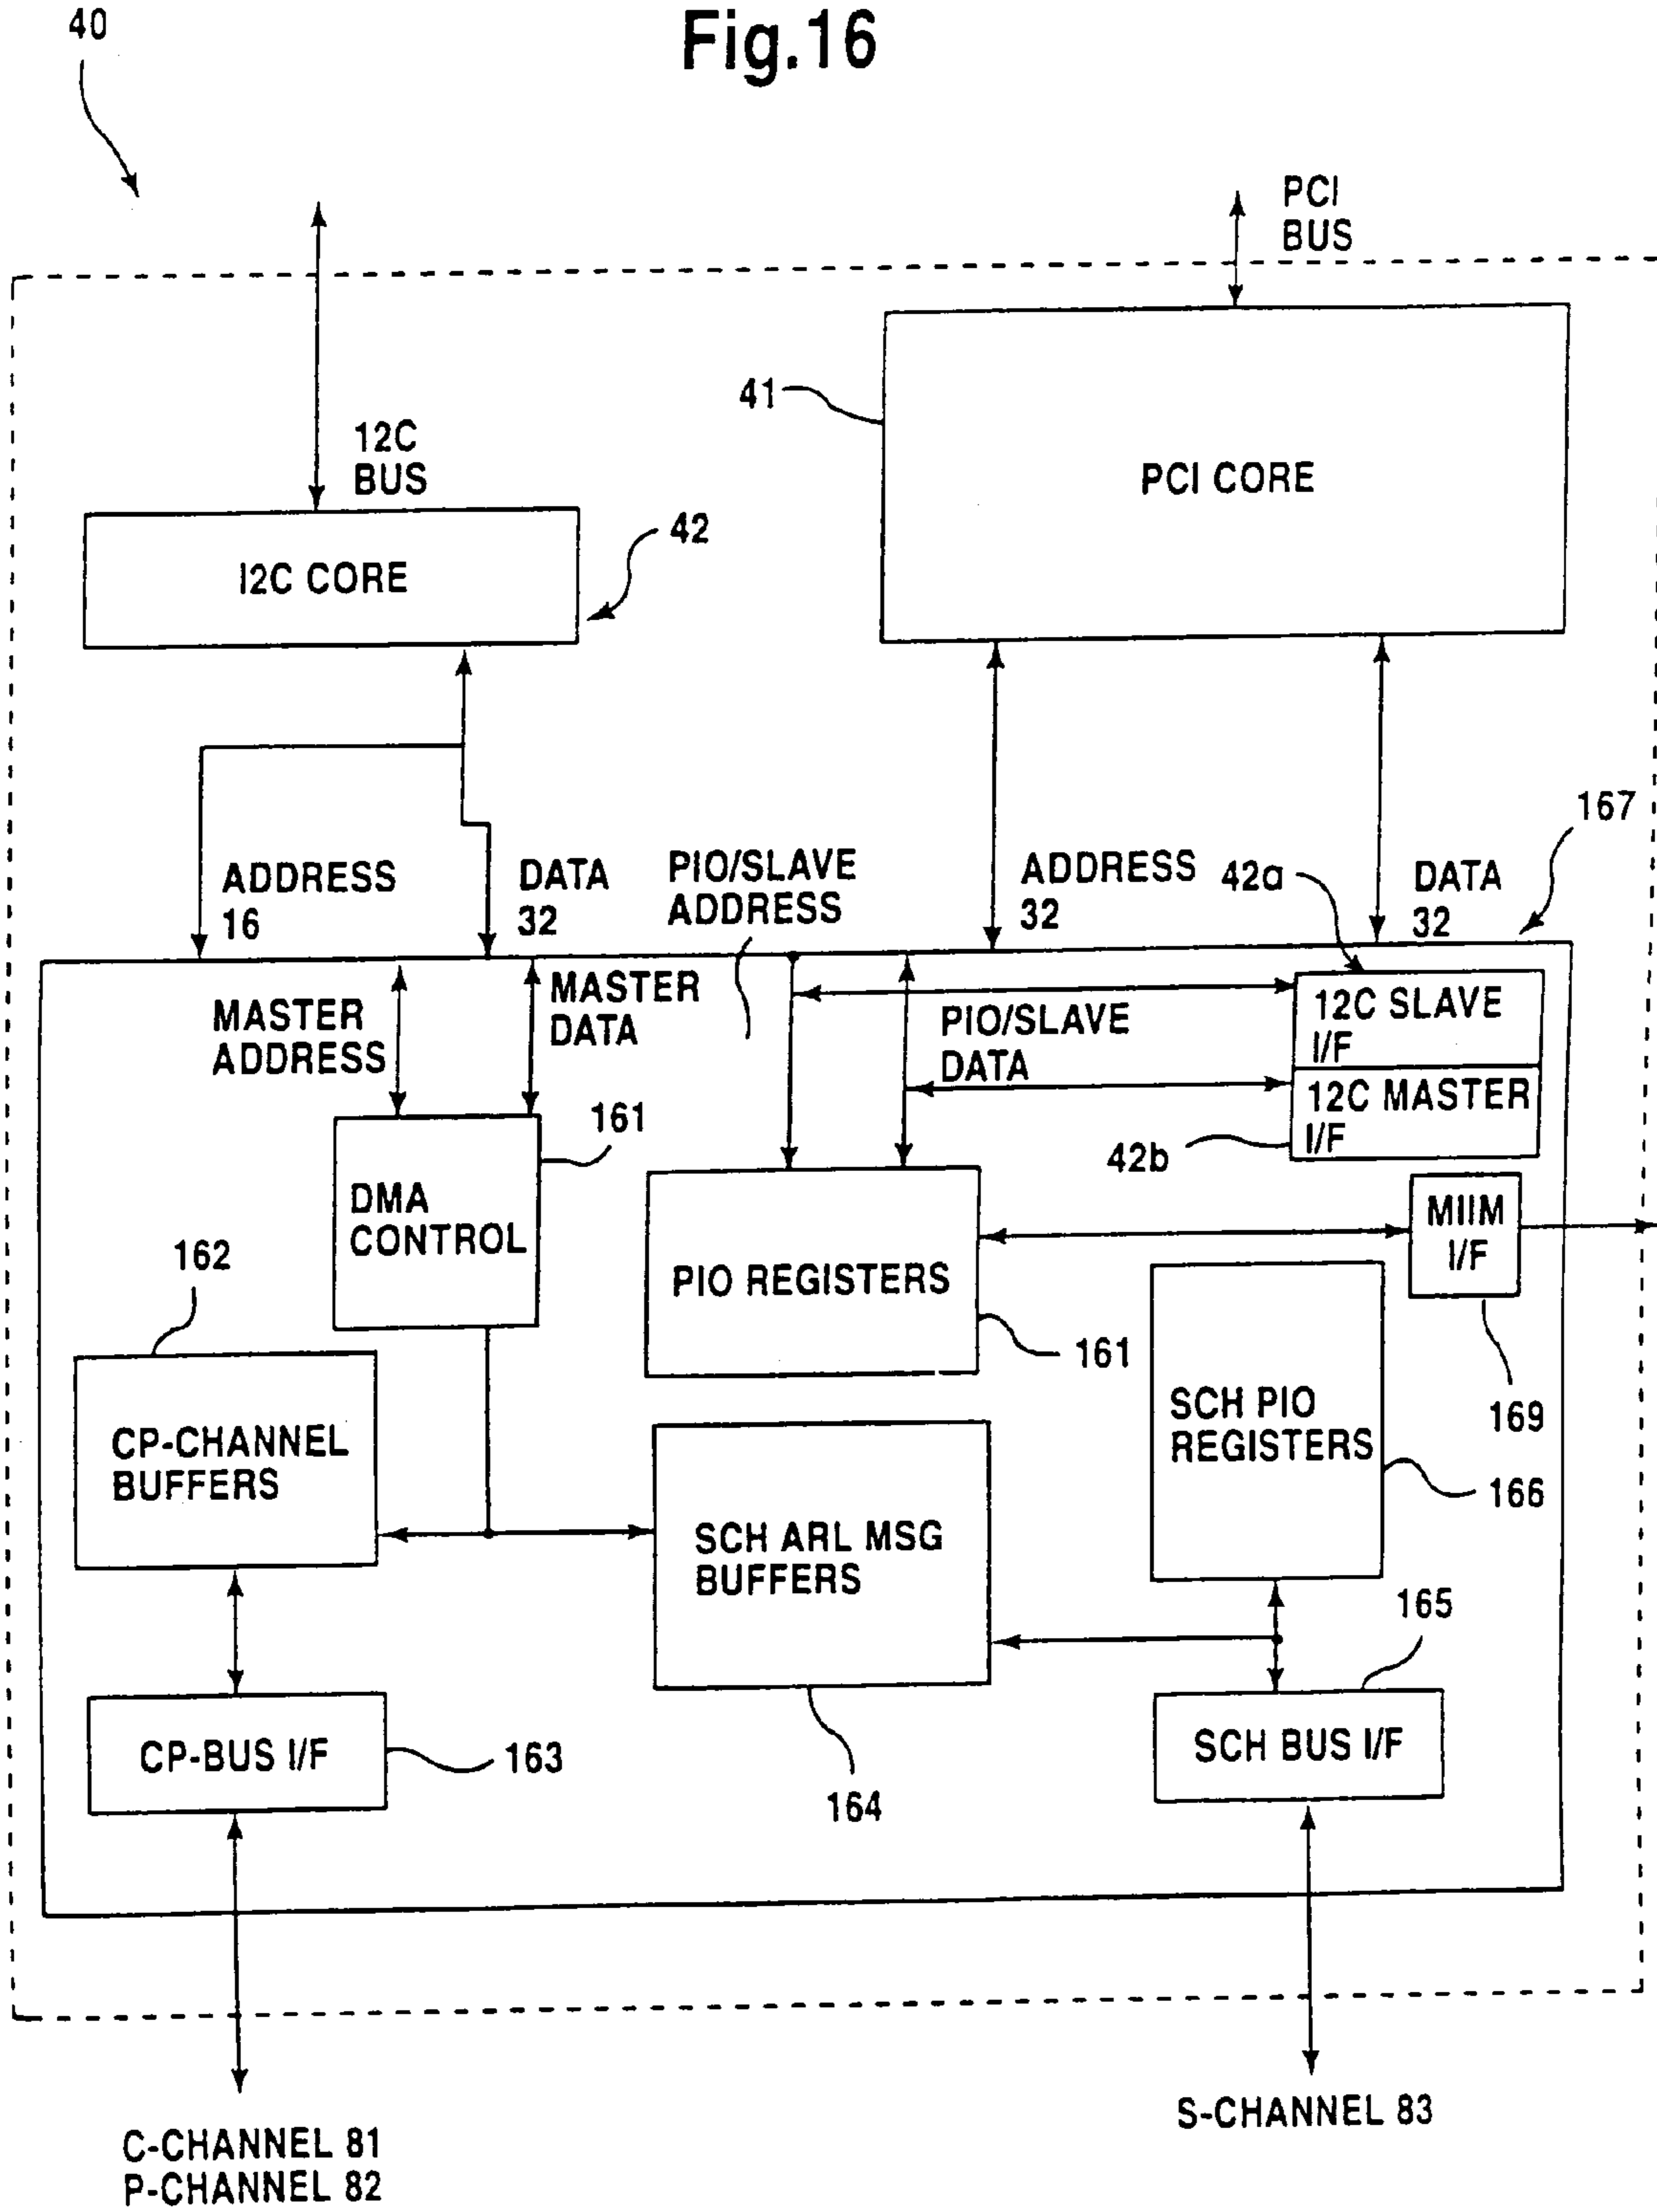 Fig.16
40
PCI
BUS
41
PCI CORE
12C
BUS
I2C CORE
42
167
ADDRESS
16
DATA
32
PIO/SLAVE
ADDRESS
ADDRESS
32
42a
DATA
32
MASTER
ADDRESS
MASTER
DATA
PIO/SLAVE
DATA
12C SLAVE
I/F
12C MASTER
I/F
42b
161
DMA
CONTROL
162
PIO REGISTERS
161
MIIM
I/F
169
CP-CHANNEL
BUFFERS
SCH PIO
REGISTERS
166
SCH ARL MSG
BUFFERS
165
CP-BUS I/F
163
164
SCH BUS I/F
C-CHANNEL 81
P-CHANNEL 82
S-CHANNEL 83